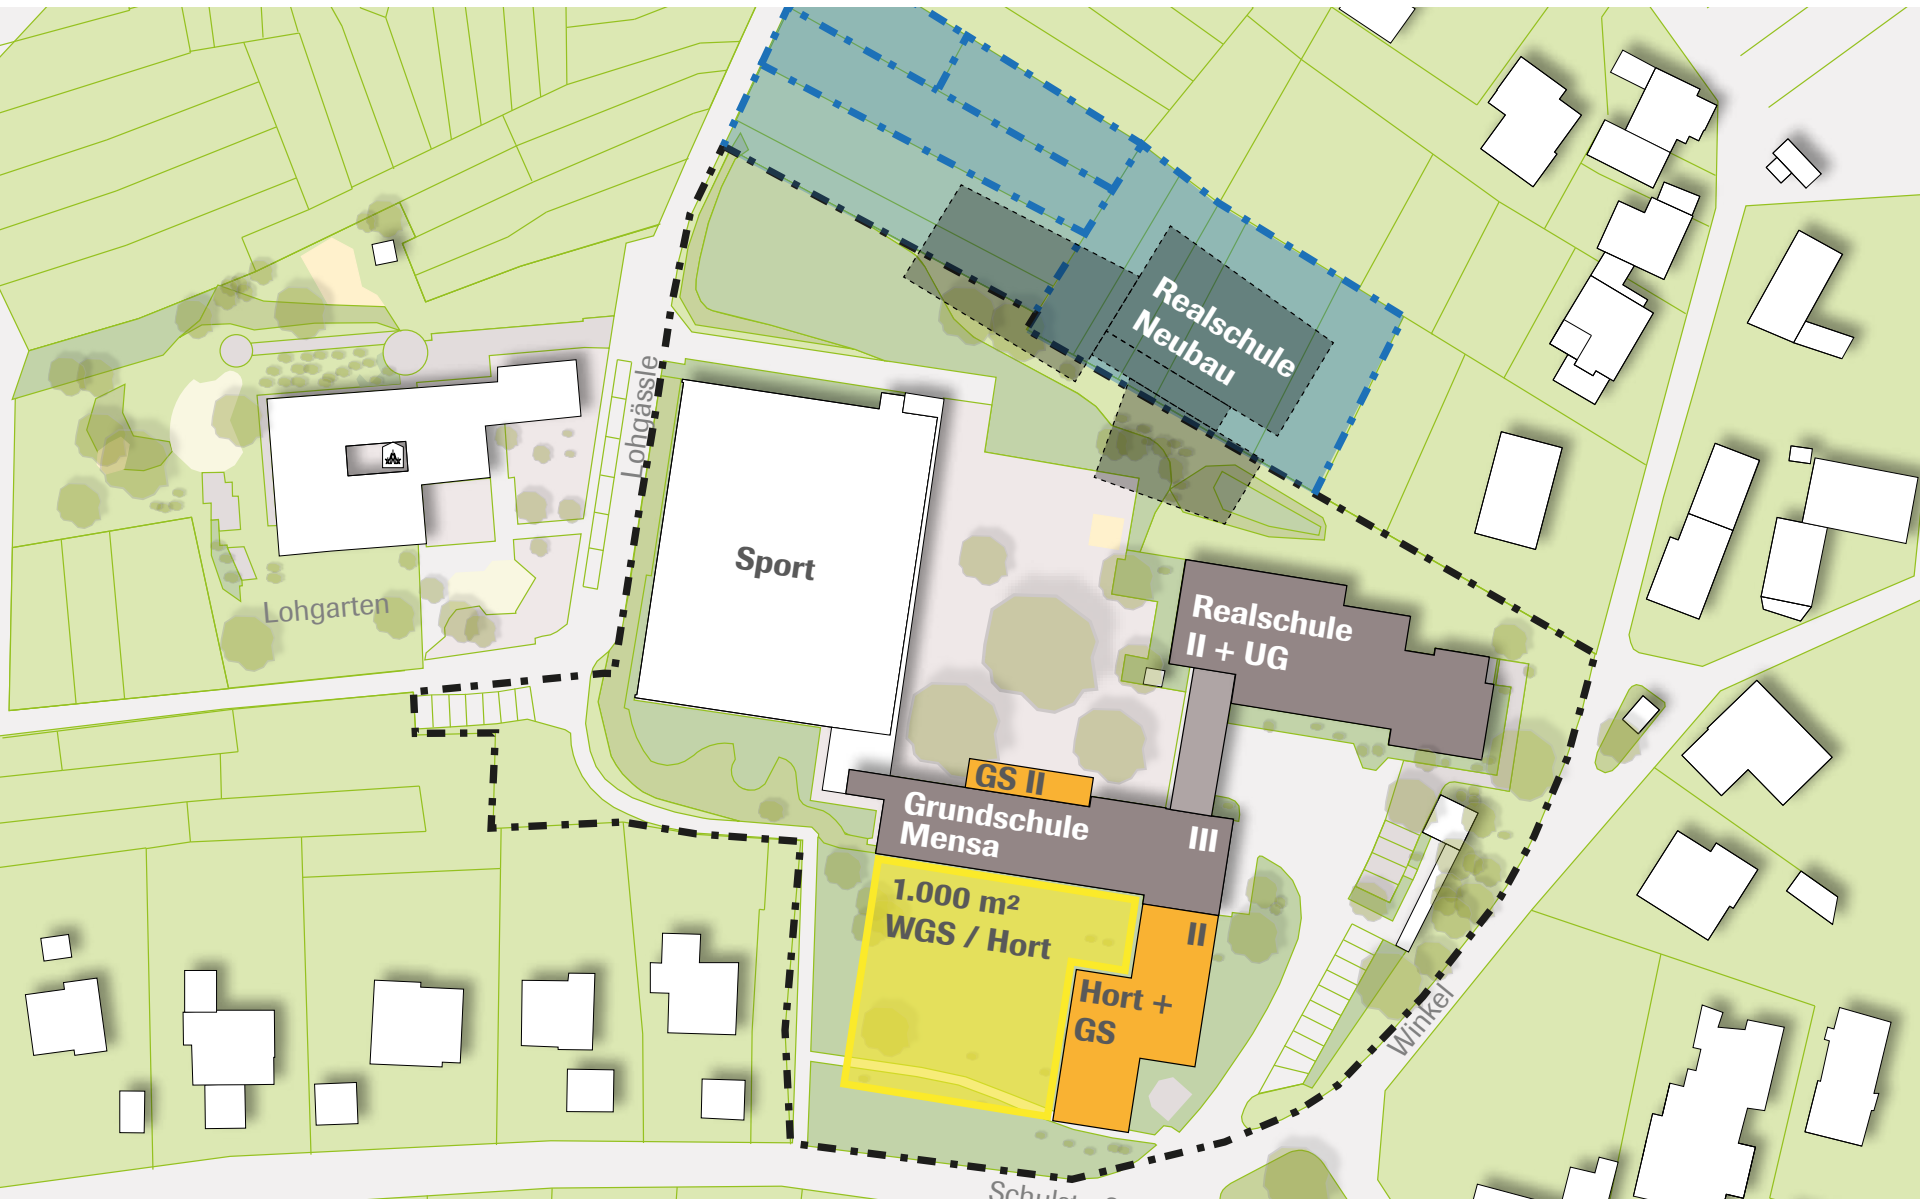 Realschule
Neubau
Lohgässle
Sport
Lohgarten
Realschule
II + UG
GS II
Grundschule
Mensa
III
1.000 m²
WGS / Hort
II
Hort +
GS
Winkel